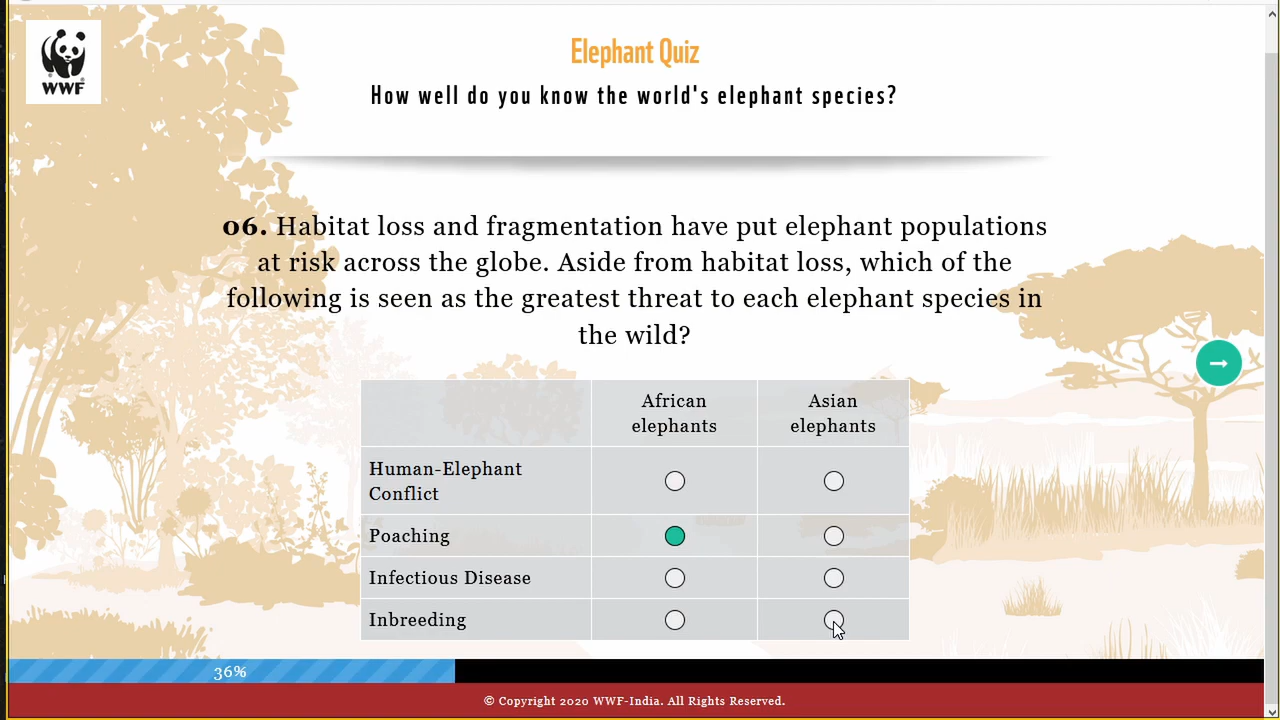 WWF
Elephant Quiz
How well do you know the world's elephant species?
06. Habitat loss and fragmentation have put elephant populations
at risk across the globe. Aside from habitat loss, which of the
following is seen as the greatest threat to each elephant species in
the wild?
African
elephants
Asian
elephants
Human-Elephant
Conflict
Poaching
Infectious Disease
Inbreeding
36%
© Copyright 2020 WWF-India. All Rights Reserved.